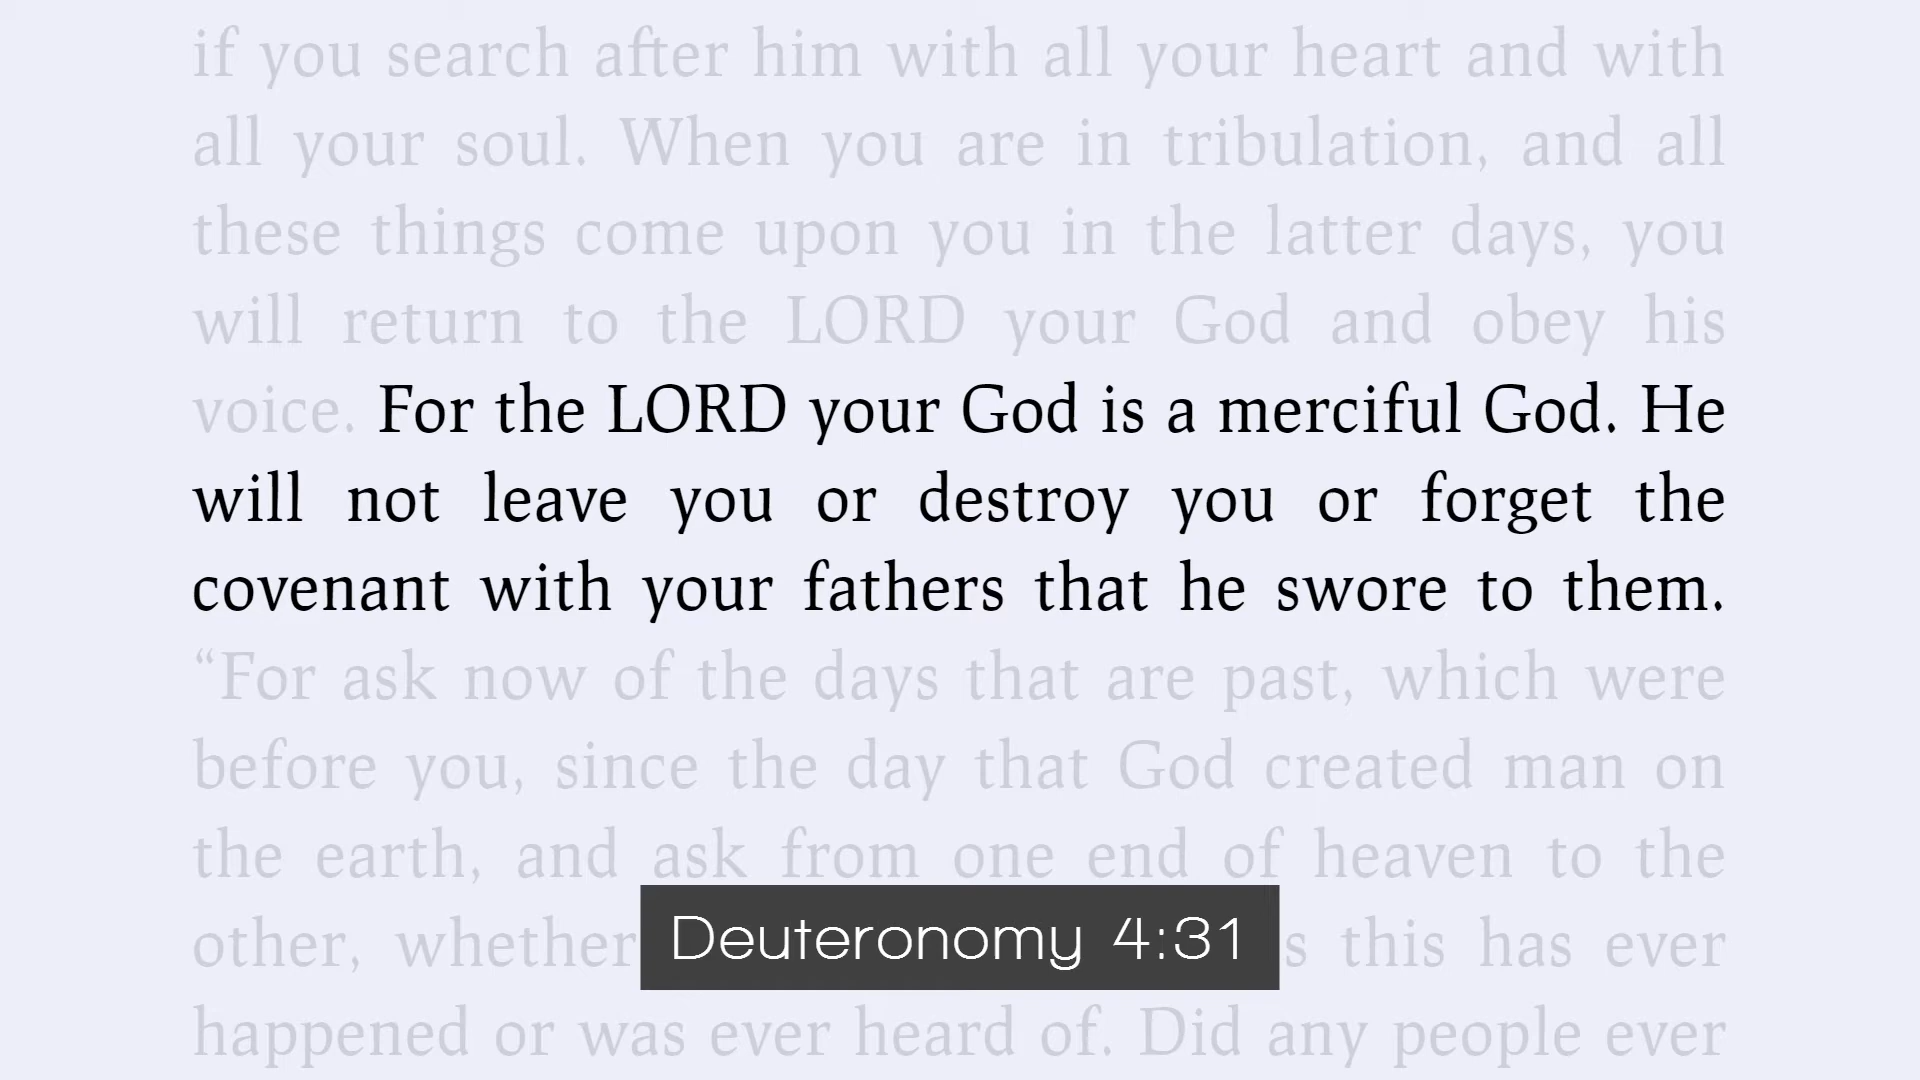 if you search after him with all your heart and with
all your soul. When you are in tribulation, and all
these things come upon you in the latter days, you
will return to the LORD your God and obey his
voice. For the LORD your God is a merciful God. He
will not leave you or destroy you or forget the
covenant with your fathers that he swore to them.
“For ask now of the days that are past, which were
before you, since the day that God created man on
the earth, and ask from one end of heaven to the
other, whether this has ever
Deuteronomy 4:31
happened or was ever heard of. Did any people ever